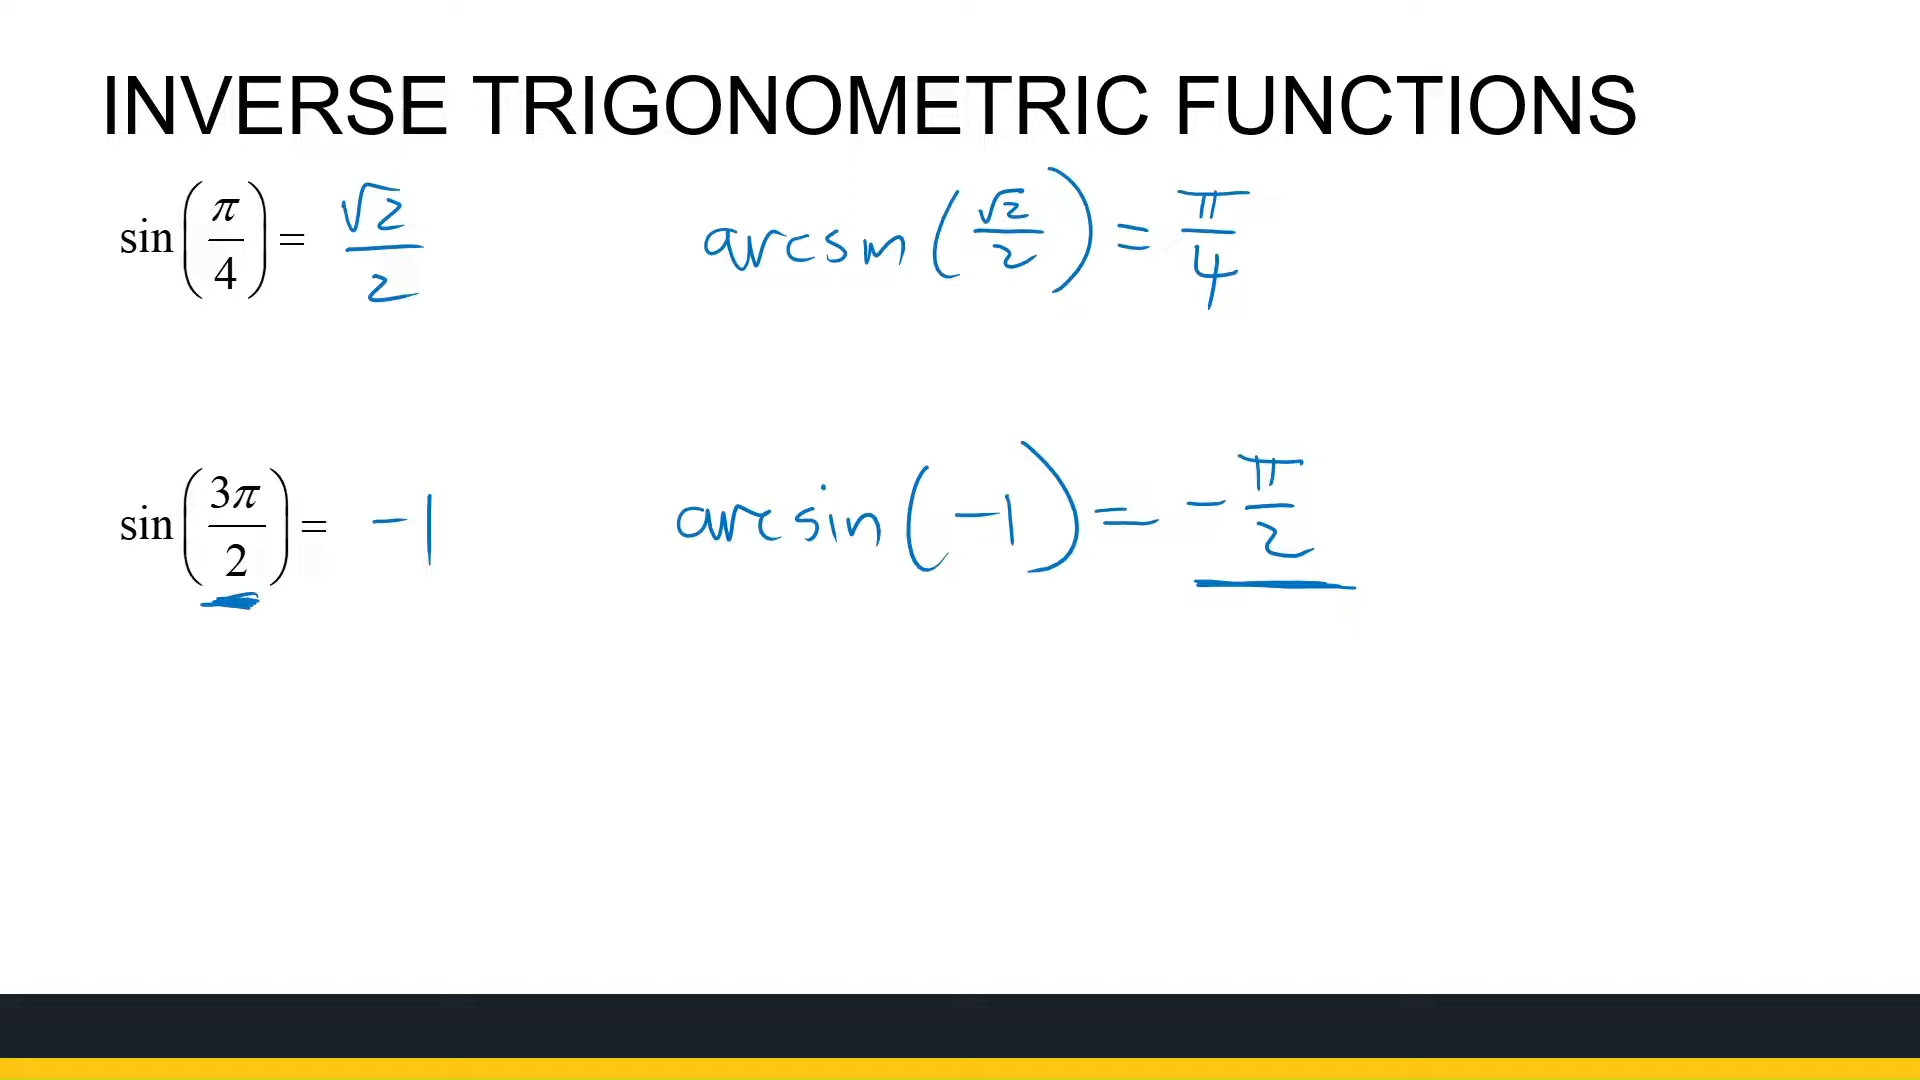 INVERSE TRIGONOMETRIC FUNCTIONS
sin(π/4) = √2/2    arcsin(√2/2) = π/4
sin(3π/2) = -1    arcsin(-1) = -π/2